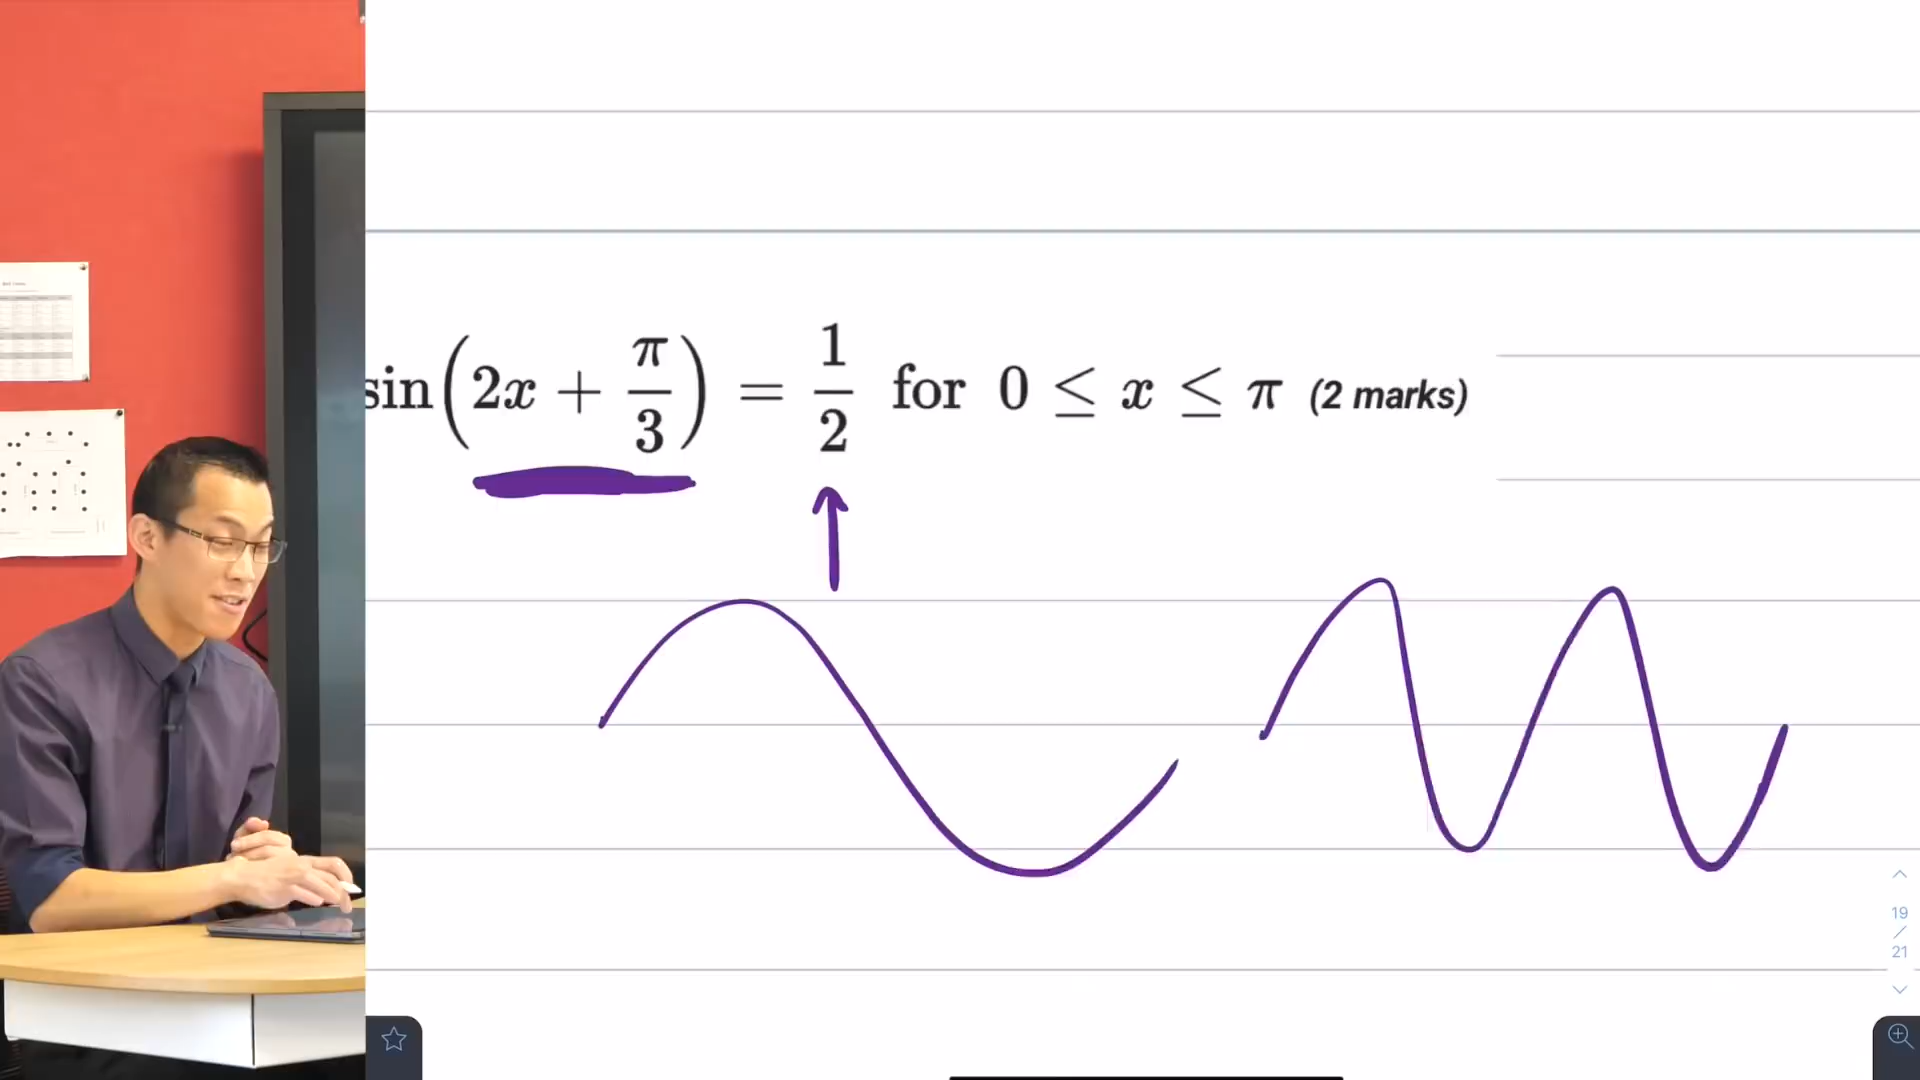 sin(2x + π/3) = 1/2 for 0 ≤ x ≤ π (2 marks)
19
/
21